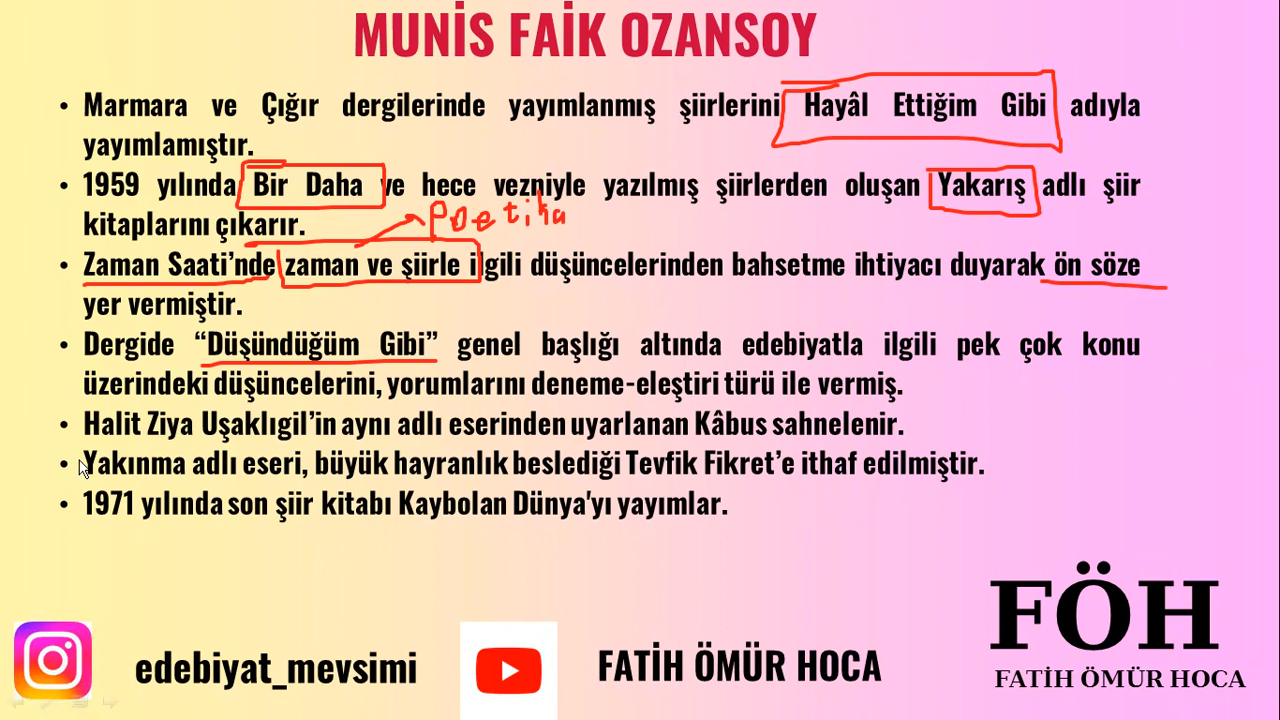 MUNİS FAİK OZANSOY
• Marmara ve Çığır dergilerinde yayımlanmış şiirlerini Hayâl Ettiğim Gibi adıyla
yayımlamıştır.
• 1959 yılında Bir Daha ve hece vezniyle yazılmış şiirlerden oluşan Yakarış adlı şiir
kitaplarını çıkarır.
Poetika
• Zaman Saati’nde zaman ve şiirle ilgili düşüncelerinden bahsetme ihtiyacı duyarak ön söze
yer vermiştir.
• Dergide “Düşündüğüm Gibi” genel başlığı altında edebiyatla ilgili pek çok konu
üzerindeki düşüncelerini, yorumlarını deneme-eleştiri türü ile vermiş.
• Halit Ziya Uşaklıgil’in aynı adlı eserinden uyarlanan Kâbus sahnelenir.
• Yakınma adlı eseri, büyük hayranlık beslediği Tevfik Fikret’e ithaf edilmiştir.
• 1971 yılında son şiir kitabı Kaybolan Dünya'yı yayımlar.
edebiyat_mevsimi
FATİH ÖMÜR HOCA
FÖH
FATİH ÖMÜR HOCA